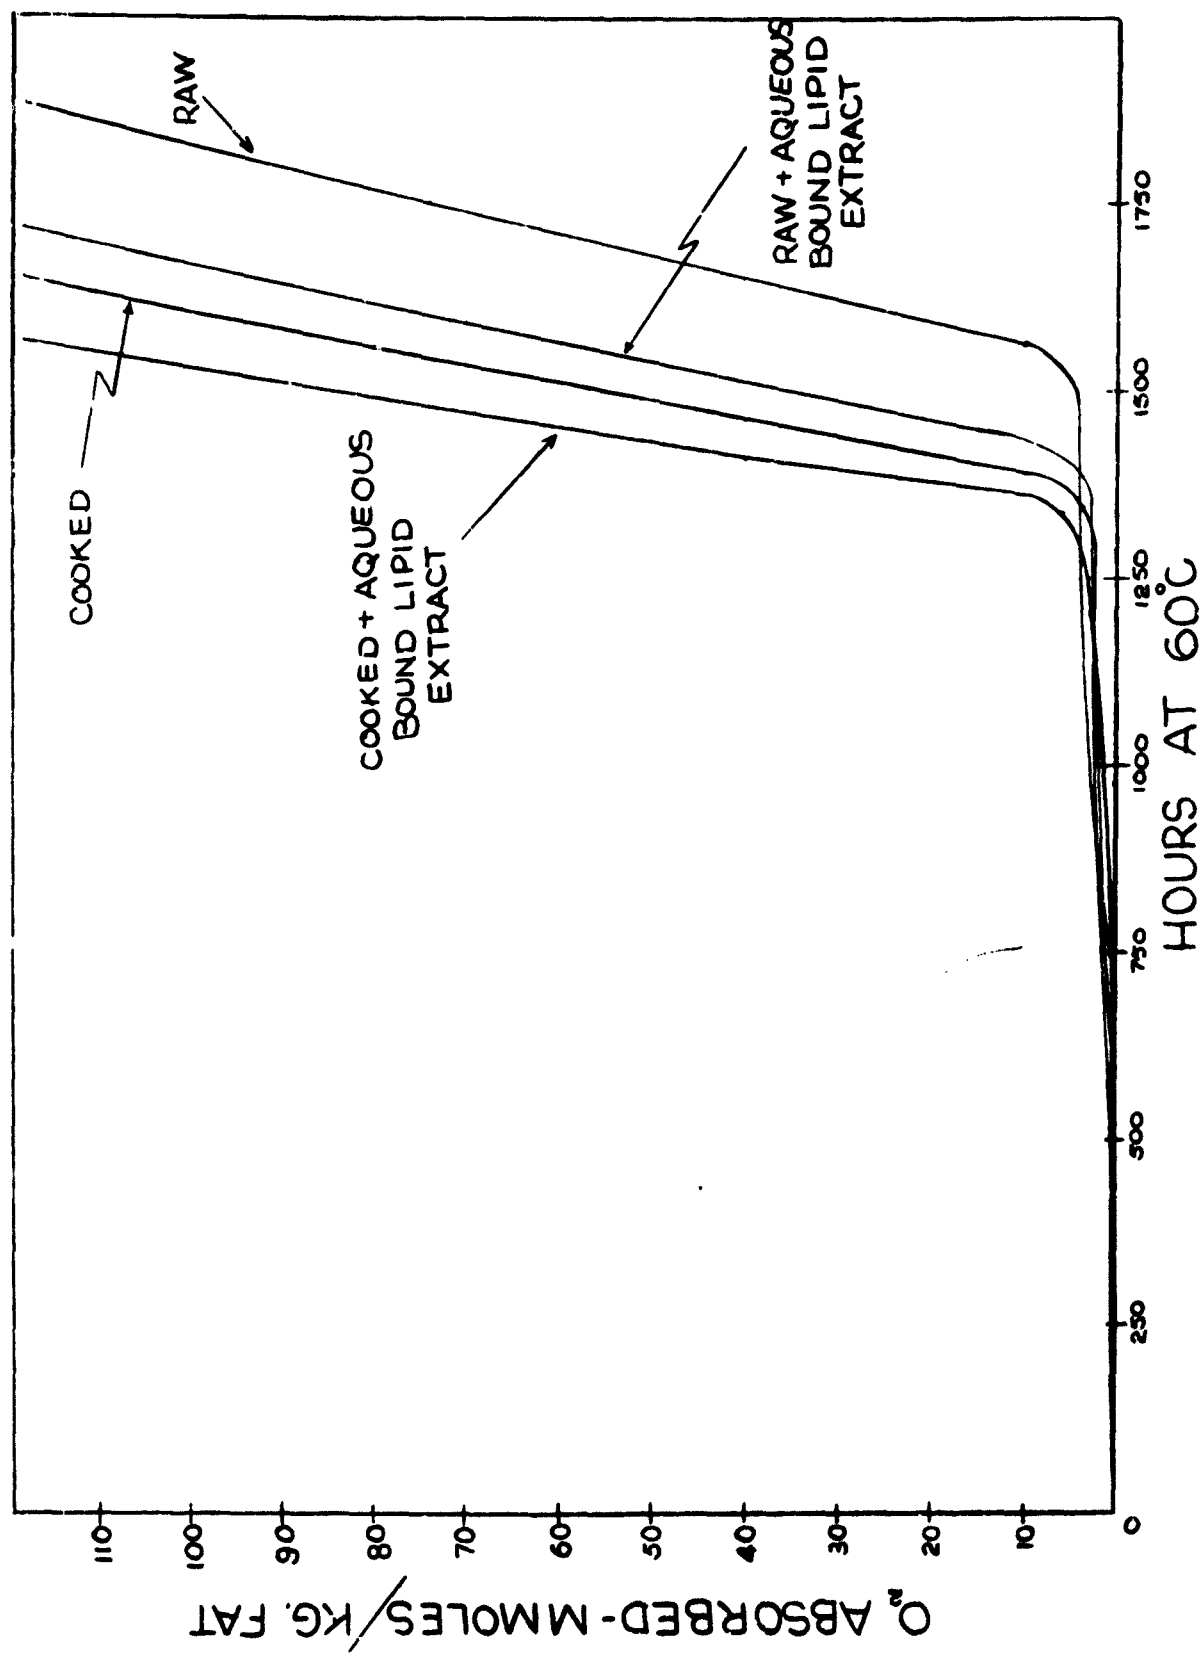 O₂ ABSORBED - MMOLES/KG. FAT
110
100
90
80
70
60
50
40
30
20
10
0
250
500
750
1000
1250
1500
1750
HOURS AT 60°C
COOKED
COOKED + AQUEOUS
BOUND LIPID
EXTRACT
RAW
RAW + AQUEOUS
BOUND LIPID
EXTRACT